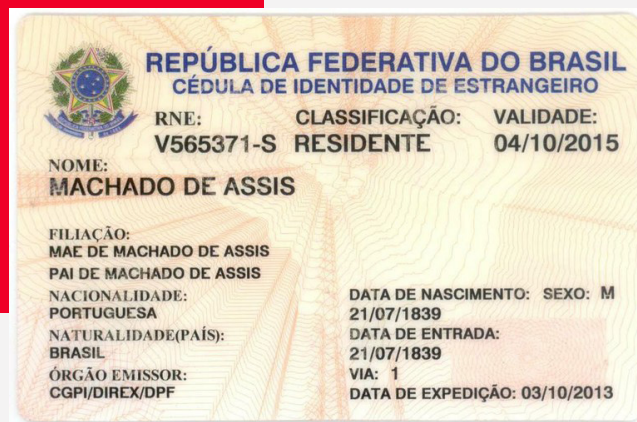 REPÚBLICA FEDERATIVA DO BRASIL
CÉDULA DE IDENTIDADE DE ESTRANGEIRO
RNE: CLASSIFICAÇÃO: VALIDADE:
V565371-S RESIDENTE 04/10/2015
NOME:
MACHADO DE ASSIS
FILIAÇÃO:
MAE DE MACHADO DE ASSIS
PAI DE MACHADO DE ASSIS
NACIONALIDADE:
PORTUGUESA
NATURALIDADE(PAÍS):
BRASIL
ÓRGÃO EMISSOR:
CGPI/DIREX/DPF
DATA DE NASCIMENTO: SEXO: M
21/07/1839
DATA DE ENTRADA:
21/07/1839
VIA: 1
DATA DE EXPEDIÇÃO: 03/10/2013